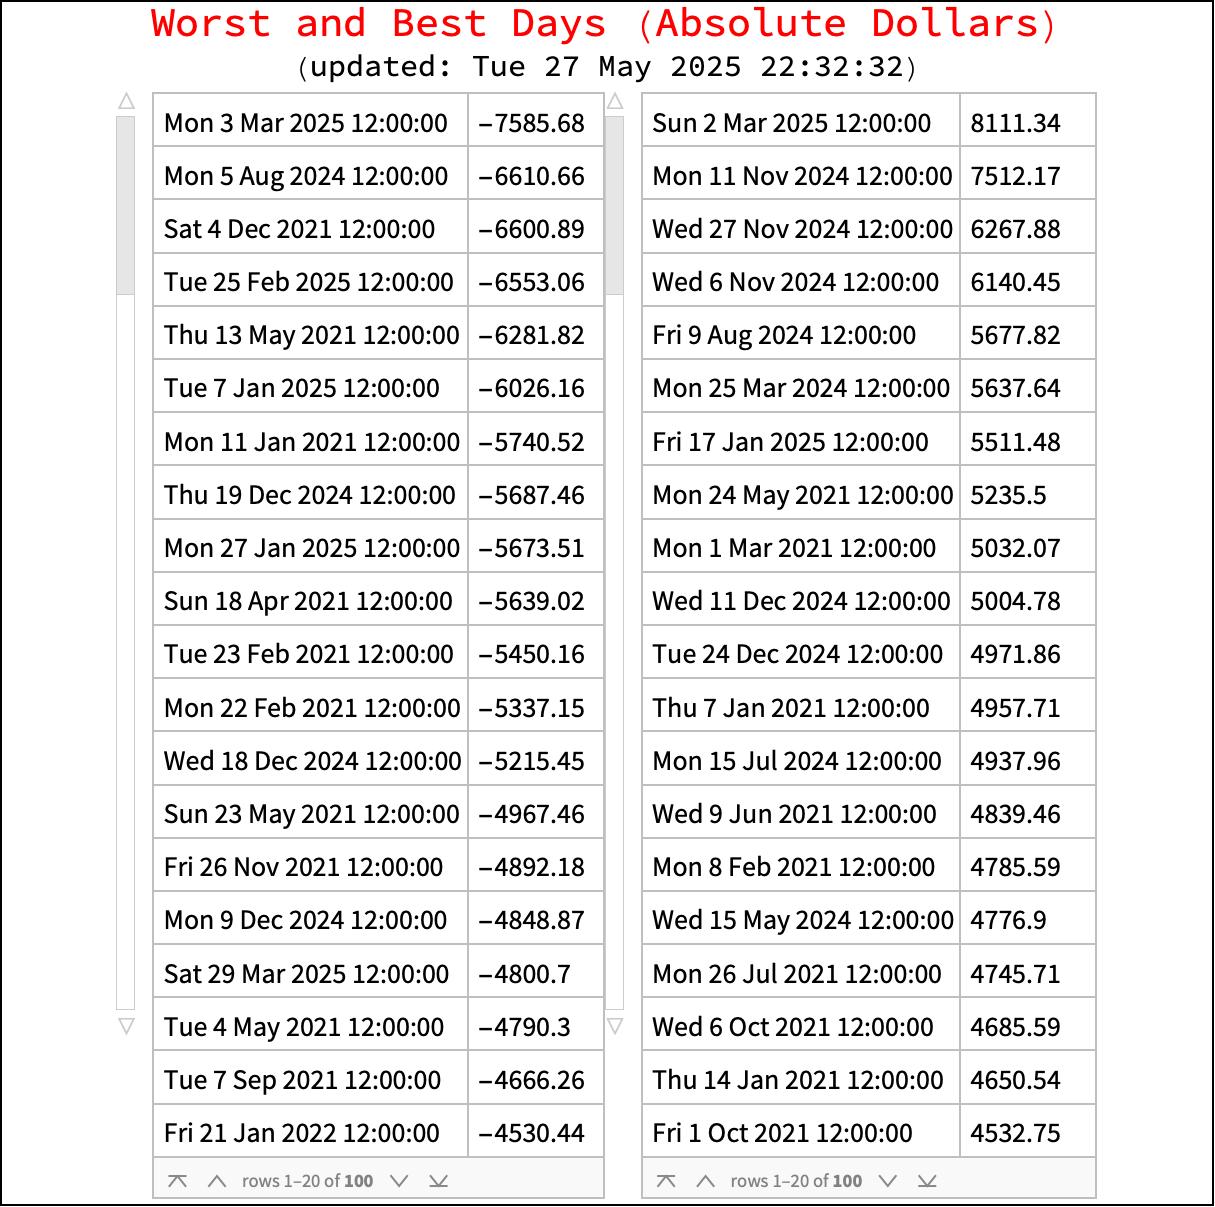 Worst and Best Days (Absolute Dollars)
(updated: Tue 27 May 2025 22:32:32)
Mon 3 Mar 2025 12:00:00 −7585.68 Sun 2 Mar 2025 12:00:00 8111.34
Mon 5 Aug 2024 12:00:00 −6610.66 Mon 11 Nov 2024 12:00:00 7512.17
Sat 4 Dec 2021 12:00:00 −6600.89 Wed 27 Nov 2024 12:00:00 6267.88
Tue 25 Feb 2025 12:00:00 −6553.06 Wed 6 Nov 2024 12:00:00 6140.45
Thu 13 May 2021 12:00:00 −6281.82 Fri 9 Aug 2024 12:00:00 5677.82
Tue 7 Jan 2025 12:00:00 −6026.16 Mon 25 Mar 2024 12:00:00 5637.64
Mon 11 Jan 2021 12:00:00 −5740.52 Fri 17 Jan 2025 12:00:00 5511.48
Thu 19 Dec 2024 12:00:00 −5687.46 Mon 24 May 2021 12:00:00 5235.5
Mon 27 Jan 2025 12:00:00 −5673.51 Mon 1 Mar 2021 12:00:00 5032.07
Sun 18 Apr 2021 12:00:00 −5639.02 Wed 11 Dec 2024 12:00:00 5004.78
Tue 23 Feb 2021 12:00:00 −5450.16 Tue 24 Dec 2024 12:00:00 4971.86
Mon 22 Feb 2021 12:00:00 −5337.15 Thu 7 Jan 2021 12:00:00 4957.71
Wed 18 Dec 2024 12:00:00 −5215.45 Mon 15 Jul 2024 12:00:00 4937.96
Sun 23 May 2021 12:00:00 −4967.46 Wed 9 Jun 2021 12:00:00 4839.46
Fri 26 Nov 2021 12:00:00 −4892.18 Mon 8 Feb 2021 12:00:00 4785.59
Mon 9 Dec 2024 12:00:00 −4848.87 Wed 15 May 2024 12:00:00 4776.9
Sat 29 Mar 2025 12:00:00 −4800.7 Mon 26 Jul 2021 12:00:00 4745.71
Tue 4 May 2021 12:00:00 −4790.3 Wed 6 Oct 2021 12:00:00 4685.59
Tue 7 Sep 2021 12:00:00 −4666.26 Thu 14 Jan 2021 12:00:00 4650.54
Fri 21 Jan 2022 12:00:00 −4530.44 Fri 1 Oct 2021 12:00:00 4532.75
rows 1–20 of 100 rows 1–20 of 100